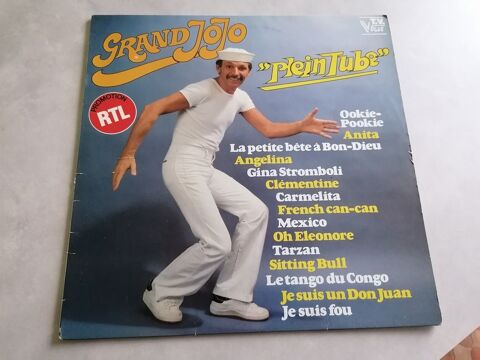 GRAND JOJO
"Plein Tube"
PROMOTION
RTL
Ookie-
Pookie
Anita
La petite bête à Bon-Dieu
Angelina
Gina Stromboli
Clémentine
Carmelita
French can-can
Mexico
Oh Eleonore
Tarzan
Sitting Bull
Le tango du Congo
Je suis un Don Juan
Je suis fou